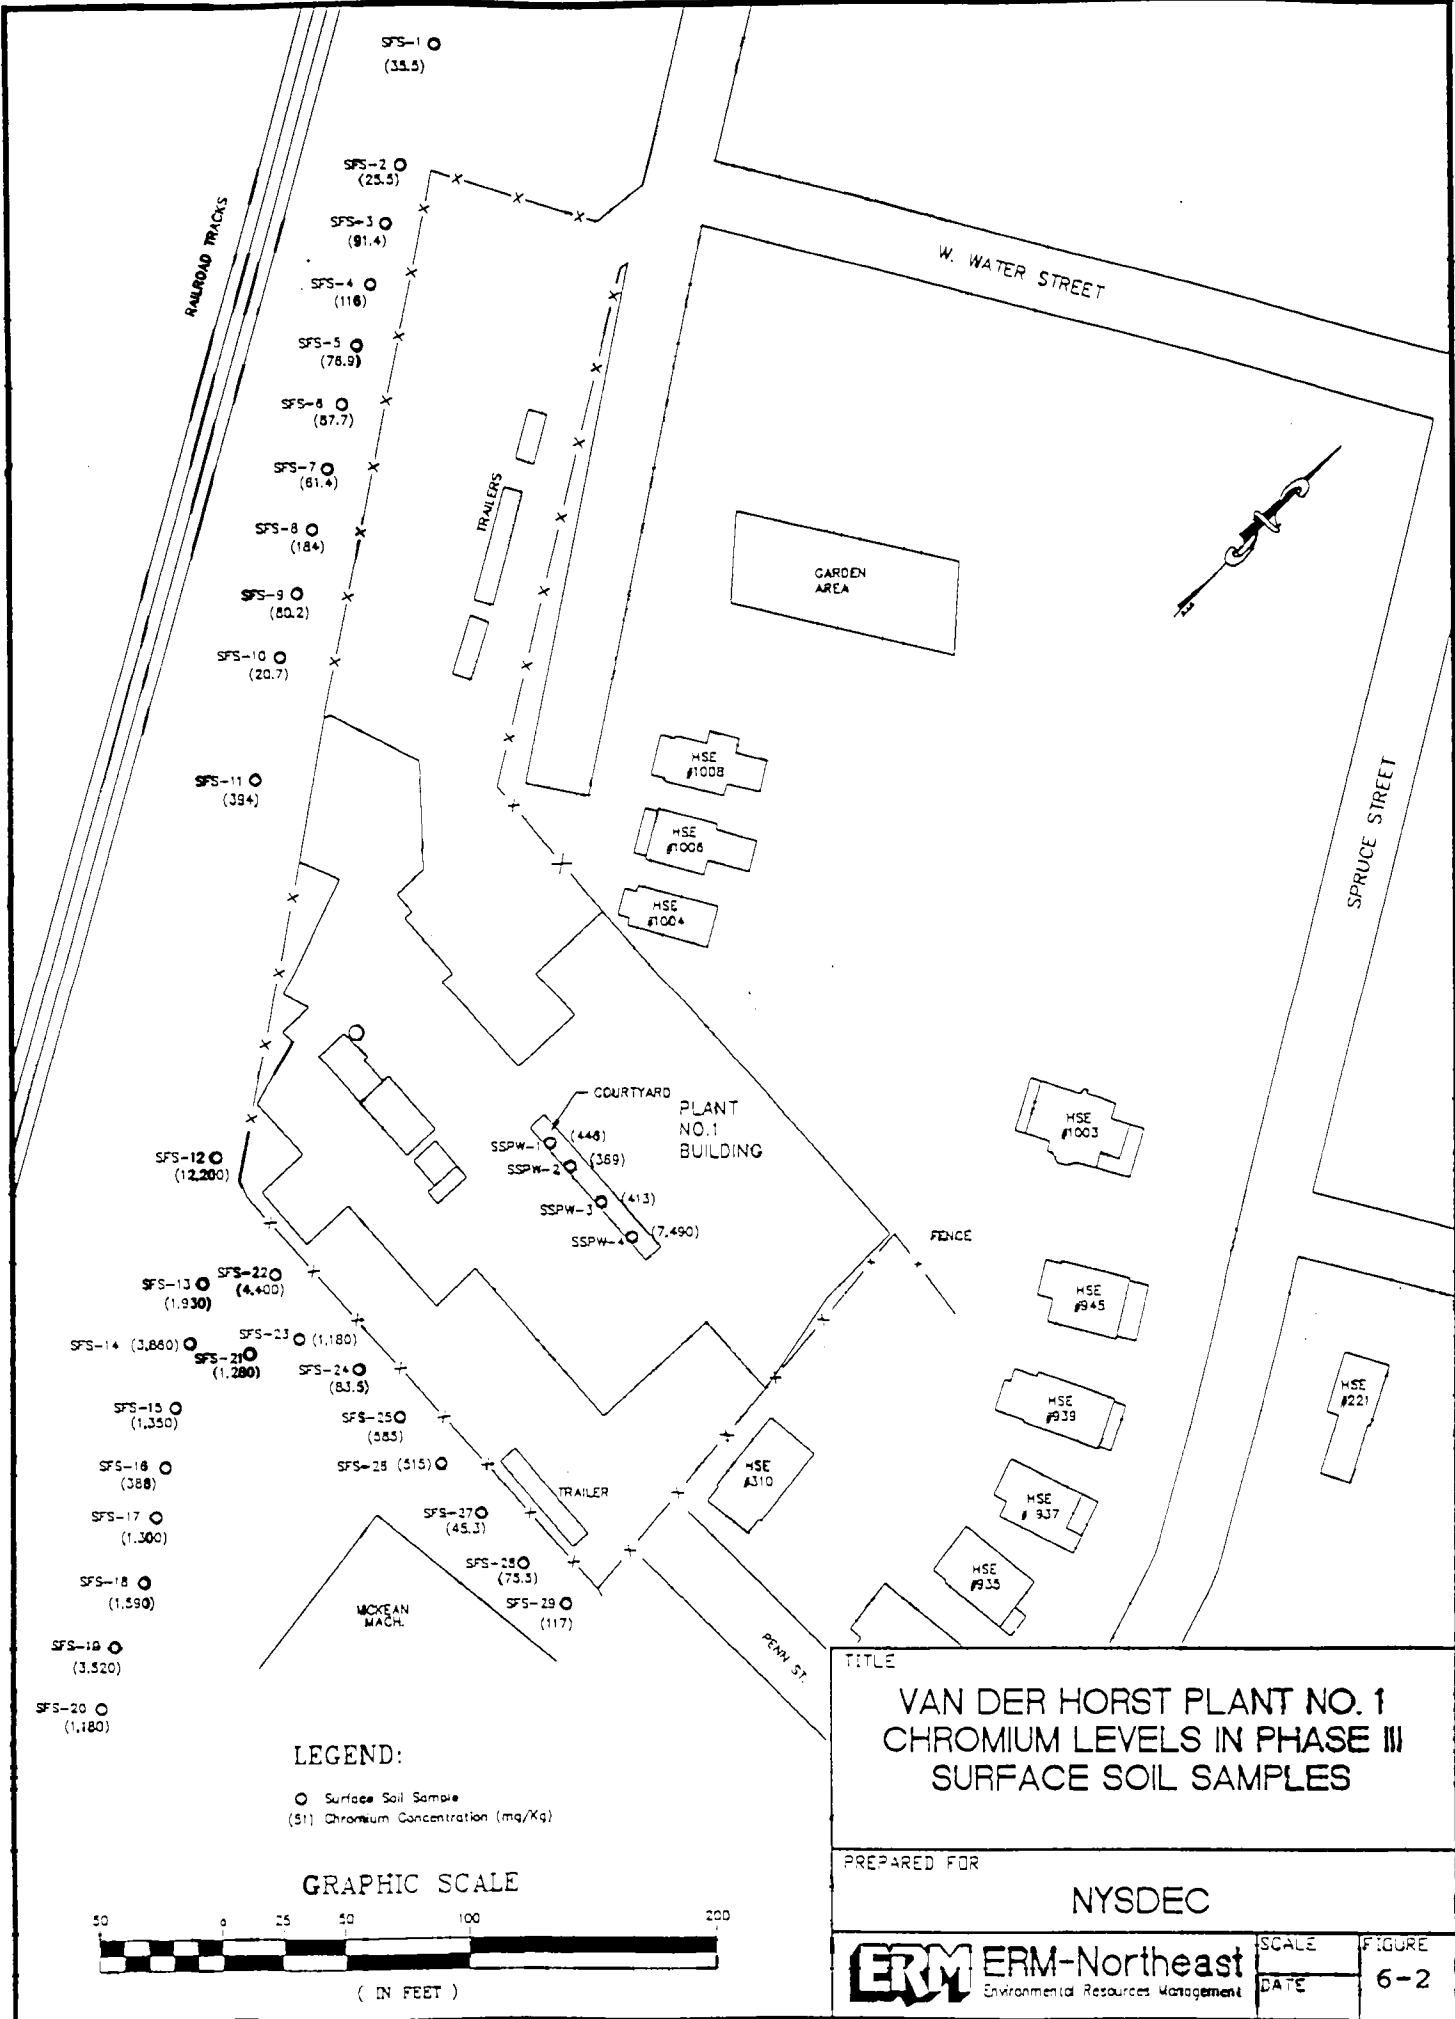 SFS-1
(35.5)
SFS-2
(25.5)
SFS-3
(91.4)
SFS-4
(116)
SFS-5
(76.9)
SFS-6
(87.7)
SFS-7
(61.4)
SFS-8
(184)
SFS-9
(80.2)
SFS-10
(20.7)
SFS-11
(394)
RAILROAD TRACKS
TRAILERS
W. WATER STREET
GARDEN
AREA
SPRUCE STREET
HSE
#1008
HSE
#1006
HSE
#1004
COURTYARD
PLANT
NO.1
BUILDING
SSPW-1
(446)
SSPW-2
(369)
SSPW-3
(413)
SSPW-4
(7,490)
FENCE
HSE
#1003
HSE
#945
HSE
#939
HSE
#937
HSE
#935
HSE
#221
HSE
#310
SFS-12
(12,200)
SFS-13
(1,930)
SFS-22
(4,400)
SFS-14 (3,860)
SFS-23 (1,180)
SFS-21
(1,280)
SFS-24
(83.5)
SFS-15
(1,350)
SFS-25
(585)
SFS-16
(388)
SFS-26 (515)
SFS-17
(1,300)
SFS-27
(45.3)
TRAILER
SFS-18
(1,590)
SFS-28
(75.5)
SFS-29
(117)
SFS-19
(3,520)
SFS-20
(1,180)
MCKEAN
MACH.
PENN ST.
LEGEND:
Surface Soil Sample
(51) Chromium Concentration (mg/Kg)
GRAPHIC SCALE
50 0 25 50 100 200
( IN FEET )
TITLE
VAN DER HORST PLANT NO. 1
CHROMIUM LEVELS IN PHASE III
SURFACE SOIL SAMPLES
PREPARED FOR
NYSDEC
ERM ERM-Northeast
Environmental Resources Management
SCALE
DATE
FIGURE
6-2